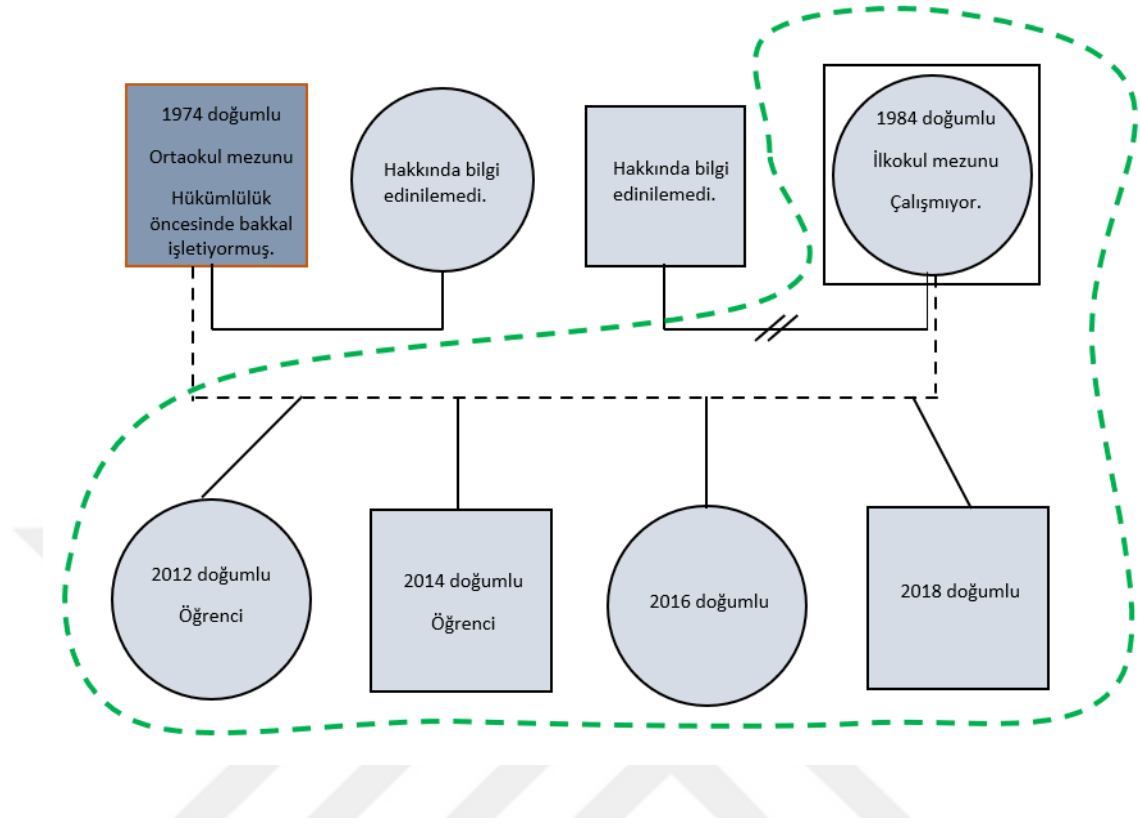 1974 doğumlu
Ortaokul mezunu
Hükümlülük
öncesinde bakkal
işletiyormuş.
Hakkında bilgi
edinilemedi.
Hakkında bilgi
edinilemedi.
1984 doğumlu
İlkokul mezunu
Çalışmıyor.
2012 doğumlu
Öğrenci
2014 doğumlu
Öğrenci
2016 doğumlu
2018 doğumlu